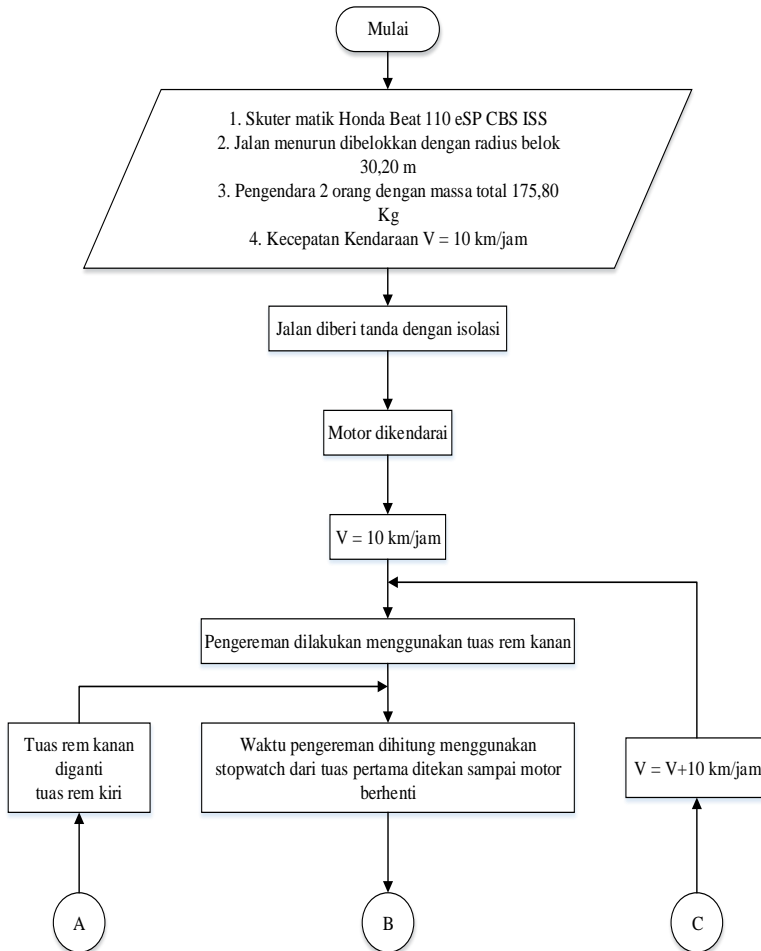 Mulai
1. Skuter matik Honda Beat 110 eSP CBS ISS
2. Jalan menurun dibelokkan dengan radius belok
30,20 m
3. Pengendara 2 orang dengan massa total 175,80
Kg
4. Kecepatan Kendaraan V = 10 km/jam
Jalan diberi tanda dengan isolasi
Motor dikendarai
V = 10 km/jam
Pengereman dilakukan menggunakan tuas rem kanan
Tuas rem kanan
diganti
tuas rem kiri
Waktu pengereman dihitung menggunakan
stopwatch dari tuas pertama ditekan sampai motor
berhenti
V = V+10 km/jam
A
B
C